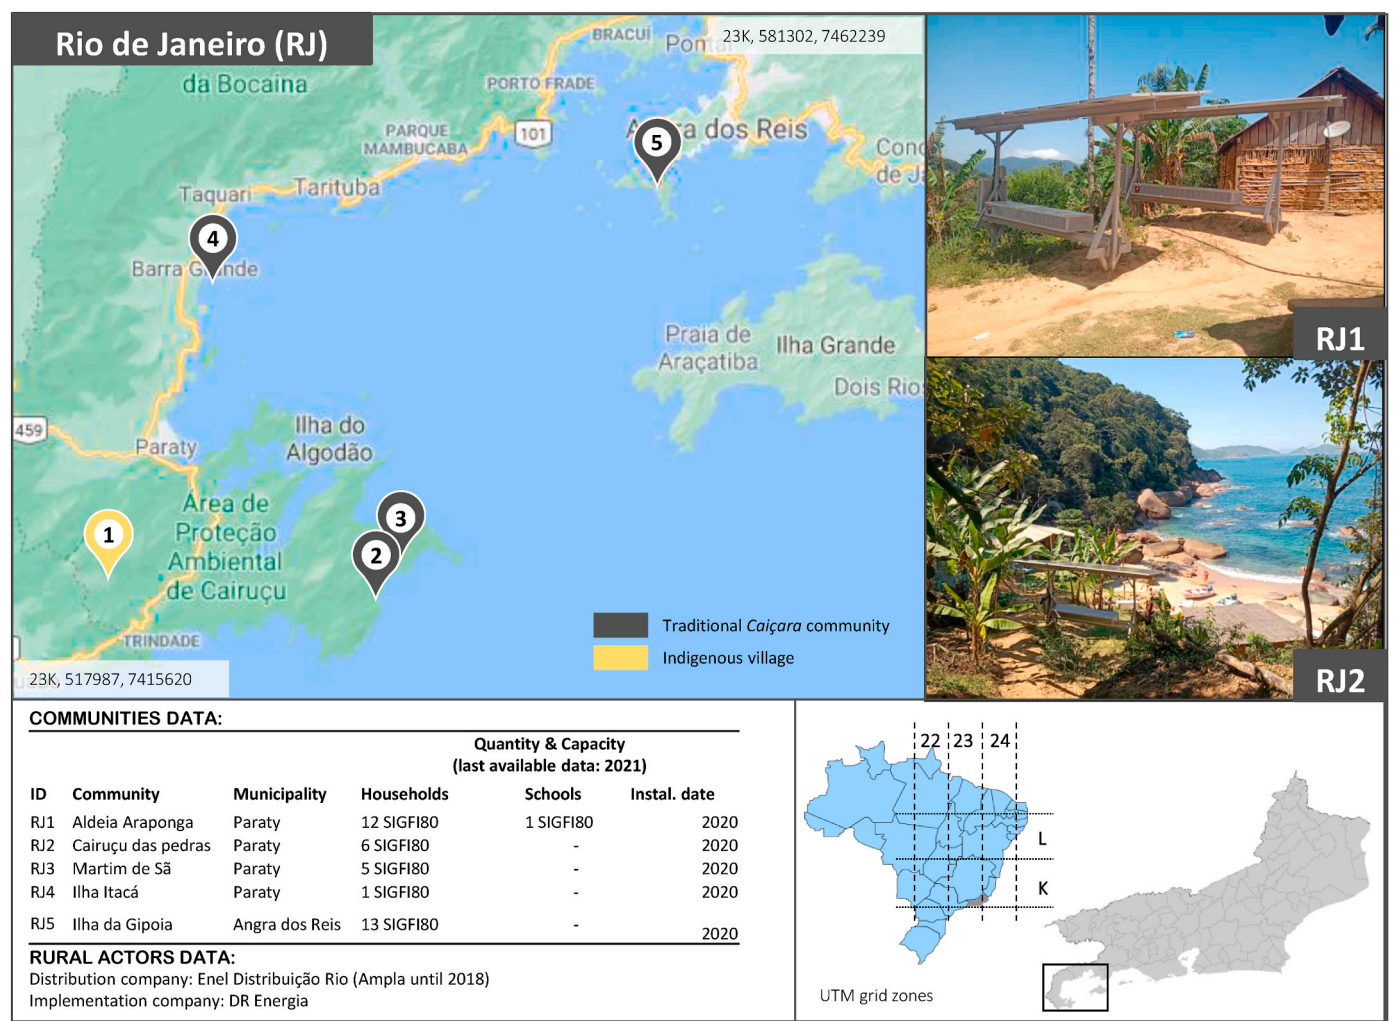 Rio de Janeiro (RJ)
23K, 581302, 7462239
BRACUÍ
da Bocaina
PORTO FRADE
101
PARQUE
MAMBUCABA
5
dos Reis
Taquari
Tarituba
4
Barra Grande
Praia de
Araçatiba
Ilha Grande
Dois Rios
459
Paraty
Ilha do
Algodão
Área de
Proteção
Ambiental
de Cairuçu
1
3
2
TRINDADE
Traditional Caiçara community
Indigenous village
23K, 517987, 7415620
RJ1
RJ2
COMMUNITIES DATA:
Quantity & Capacity
(last available data: 2021)
ID Community Municipality Households Schools Instal. date
RJ1 Aldeia Araponga Paraty 12 SIGFI80 1 SIGFI80 2020
RJ2 Cairuçu das pedras Paraty 6 SIGFI80 - 2020
RJ3 Martim de Sã Paraty 5 SIGFI80 - 2020
RJ4 Ilha Itacá Paraty 1 SIGFI80 - 2020
RJ5 Ilha da Gipoia Angra dos Reis 13 SIGFI80 - 2020
RURAL ACTORS DATA:
Distribution company: Enel Distribuição Rio (Ampla until 2018)
Implementation company: DR Energia
22 23 24
L
K
UTM grid zones